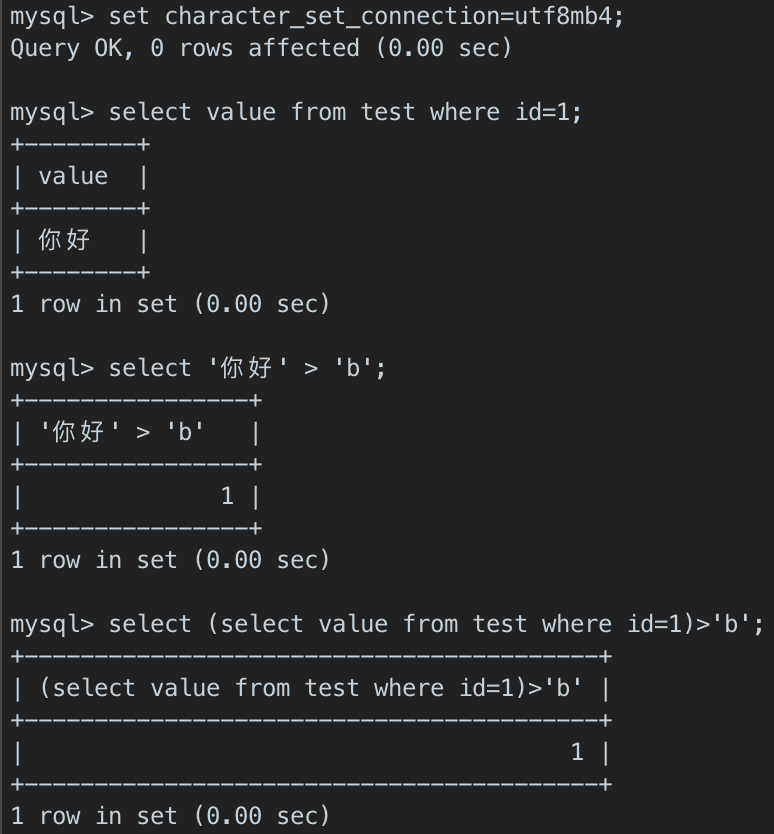 mysql> set character_set_connection=utf8mb4;
Query OK, 0 rows affected (0.00 sec)

mysql> select value from test where id=1;
+--------+
| value  |
+--------+
| 你好   |
+--------+
1 row in set (0.00 sec)

mysql> select '你好' > 'b';
+----------------+
| '你好' > 'b'   |
+----------------+
|              1 |
+----------------+
1 row in set (0.00 sec)

mysql> select (select value from test where id=1)>'b';
+-----------------------------------------+
| (select value from test where id=1)>'b' |
+-----------------------------------------+
|                                       1 |
+-----------------------------------------+
1 row in set (0.00 sec)